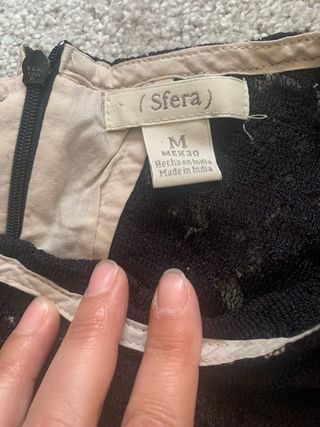 (Sfera)
M
MEX30
Hecho en India
Made in India